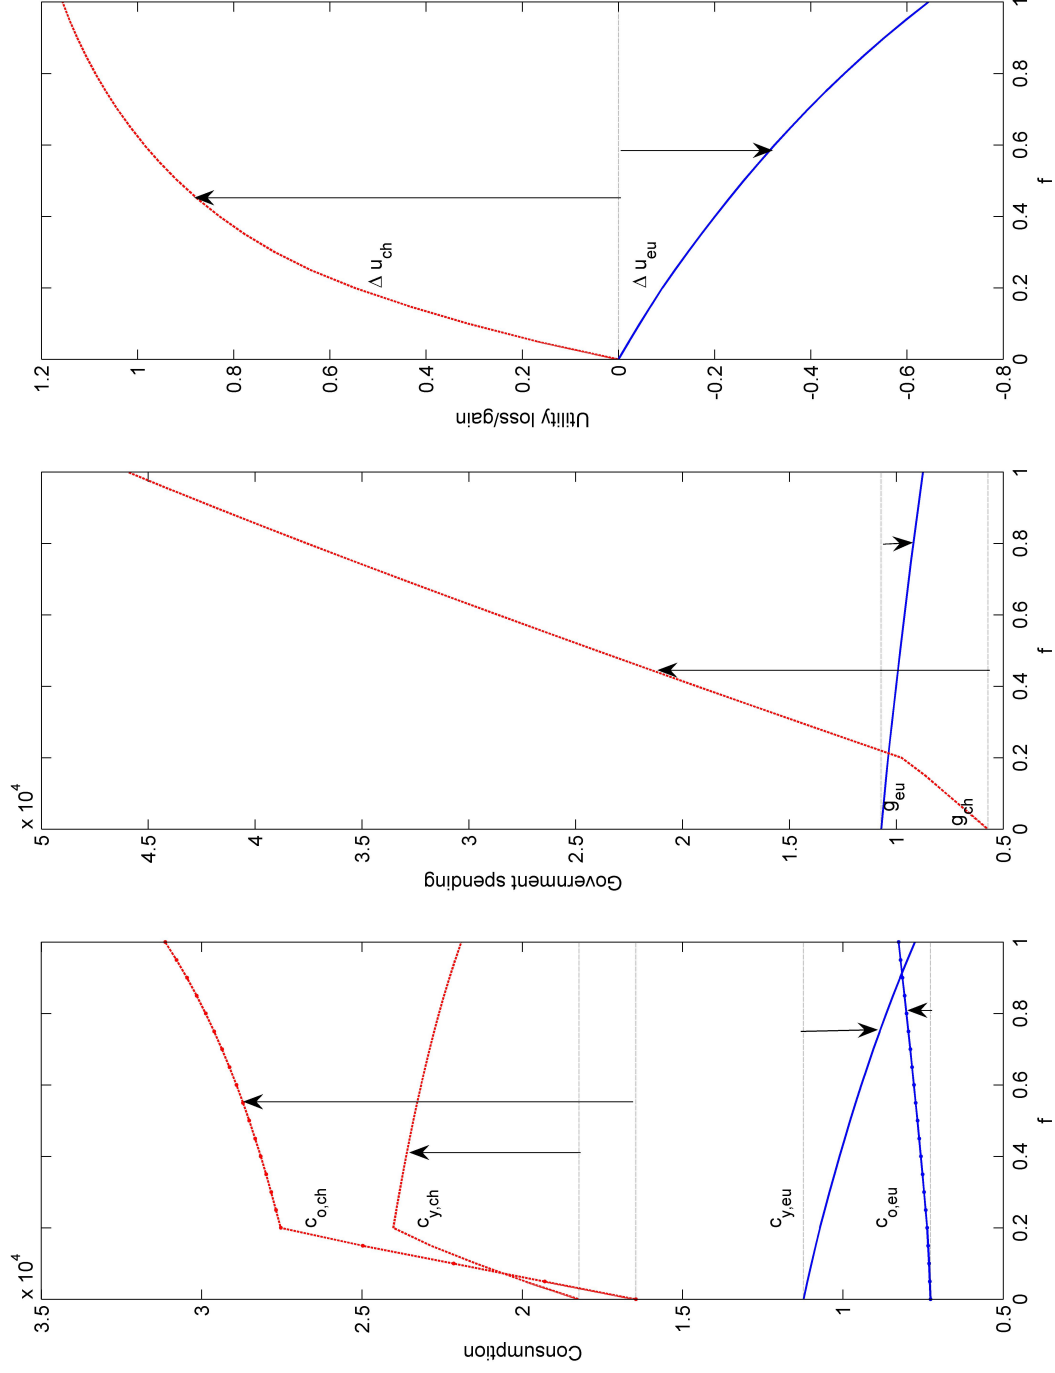 x 10^4
3.5
3
2.5
2
1.5
1
0.5
Consumption
c_o,ch
c_y,ch
c_y,eu
c_o,eu
0 0.2 0.4 0.6 0.8 1
f
x 10^4
5
4.5
4
3.5
3
2.5
2
1.5
1
0.5
Government spending
g_eu
g_ch
0 0.2 0.4 0.6 0.8 1
f
1.2
1
0.8
0.6
0.4
0.2
0
-0.2
-0.4
-0.6
-0.8
Utility loss/gain
Δ u_ch
Δ u_eu
0 0.2 0.4 0.6 0.8 1
f